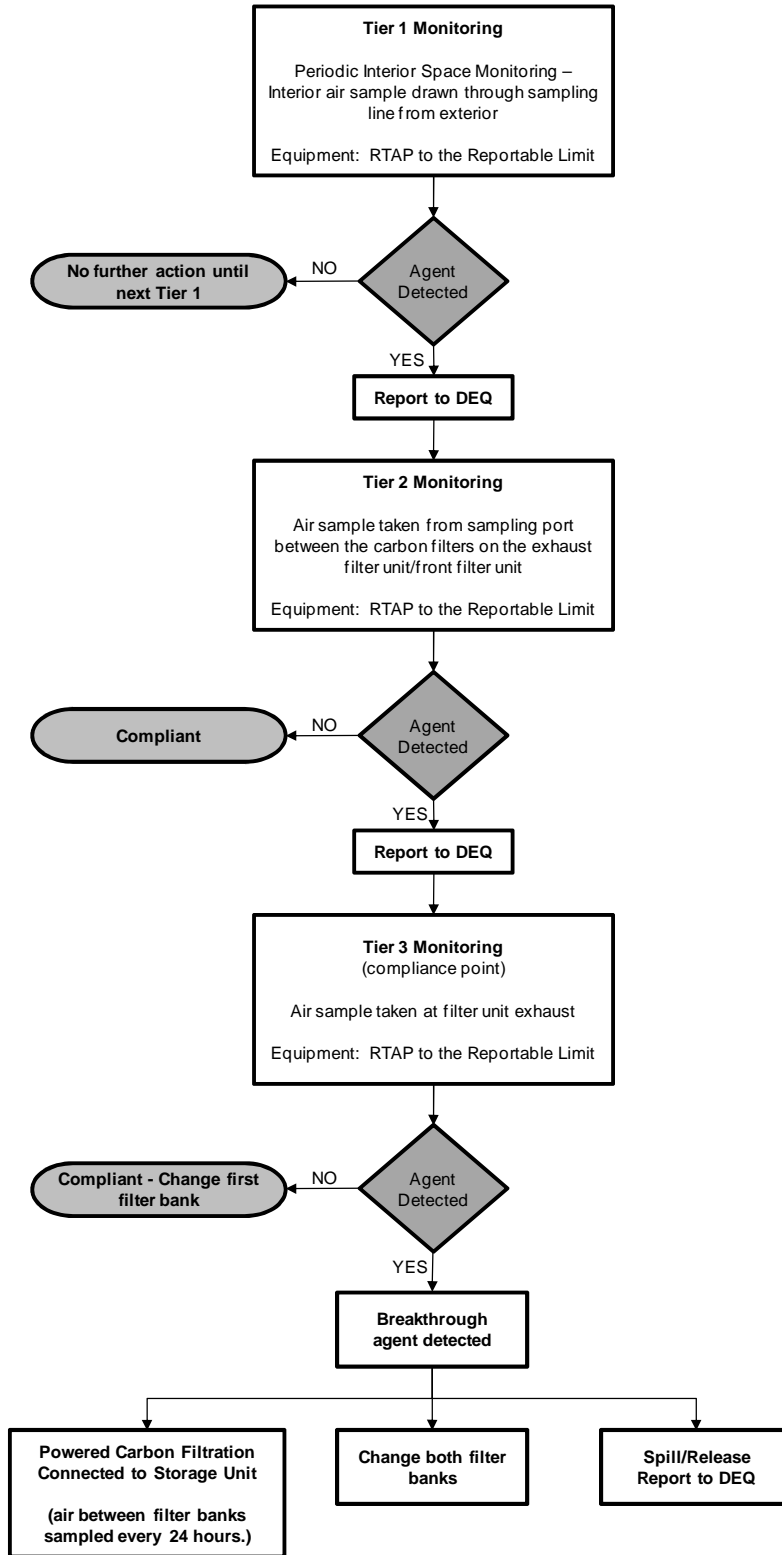 Tier 1 Monitoring
Periodic Interior Space Monitoring –
Interior air sample drawn through sampling
line from exterior
Equipment: RTAP to the Reportable Limit
Agent
Detected
NO
No further action until
next Tier 1
YES
Report to DEQ
Tier 2 Monitoring
Air sample taken from sampling port
between the carbon filters on the exhaust
filter unit/front filter unit
Equipment: RTAP to the Reportable Limit
Agent
Detected
NO
Compliant
YES
Report to DEQ
Tier 3 Monitoring
(compliance point)
Air sample taken at filter unit exhaust
Equipment: RTAP to the Reportable Limit
Agent
Detected
NO
Compliant - Change first
filter bank
YES
Breakthrough
agent detected
Powered Carbon Filtration
Connected to Storage Unit
(air between filter banks
sampled every 24 hours.)
Change both filter
banks
Spill/Release
Report to DEQ